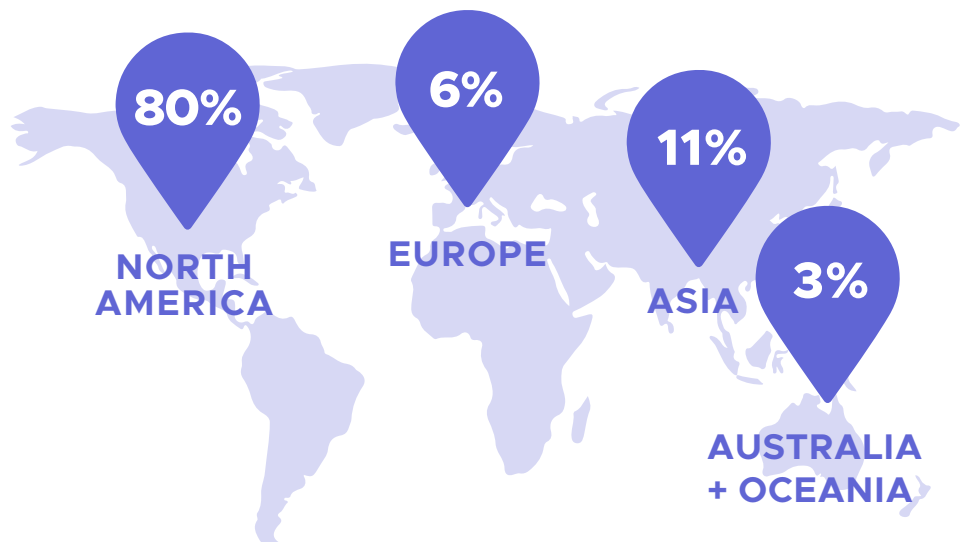 80%
NORTH
AMERICA
6%
EUROPE
11%
ASIA
3%
AUSTRALIA
+ OCEANIA